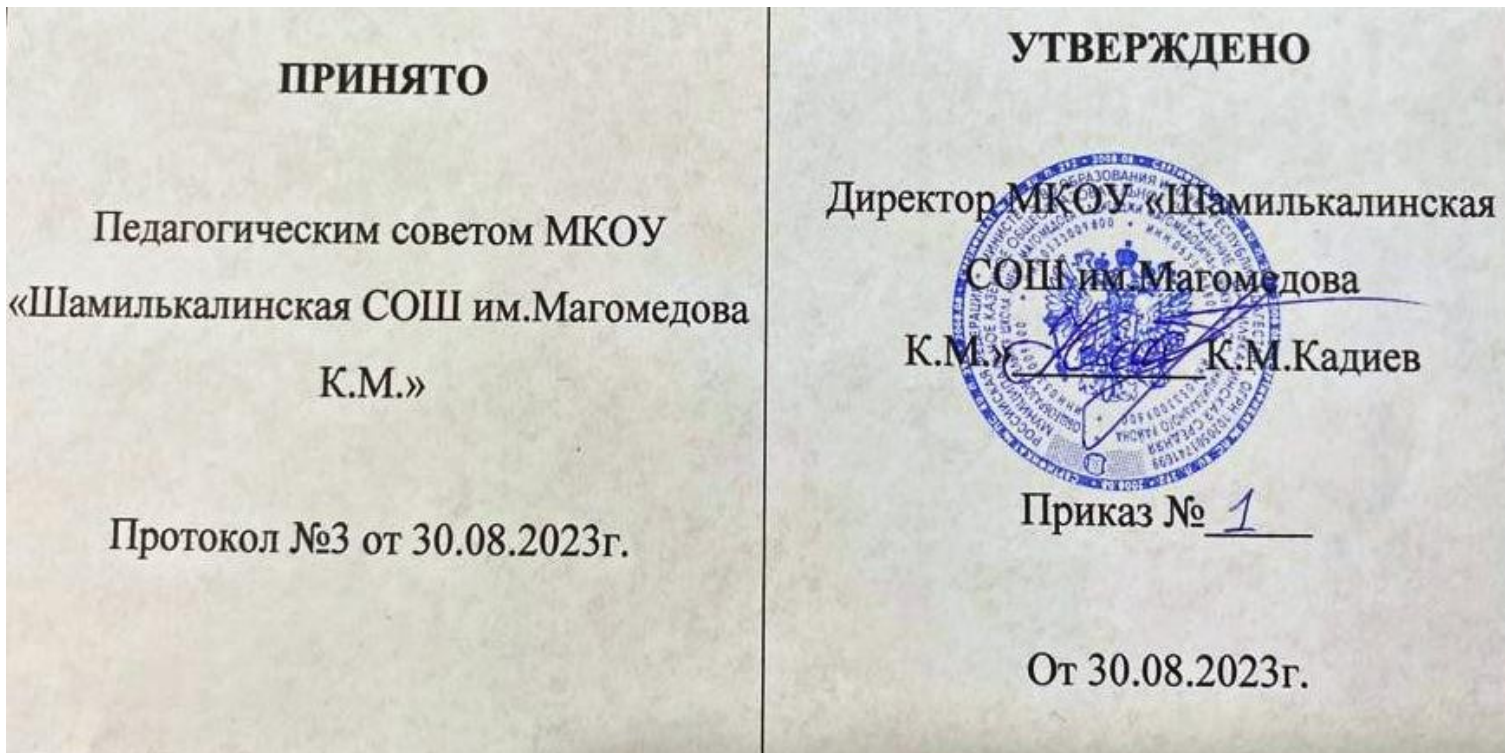 ПРИНЯТО
Педагогическим советом МКОУ
«Шамилькалинская СОШ им.Магомедова
К.М.»
Протокол №3 от 30.08.2023г.
УТВЕРЖДЕНО
Директор МКОУ «Шамилькалинская
СОШ им.Магомедова
К.М.» К.М.Кадиев
Приказ № 1
От 30.08.2023г.